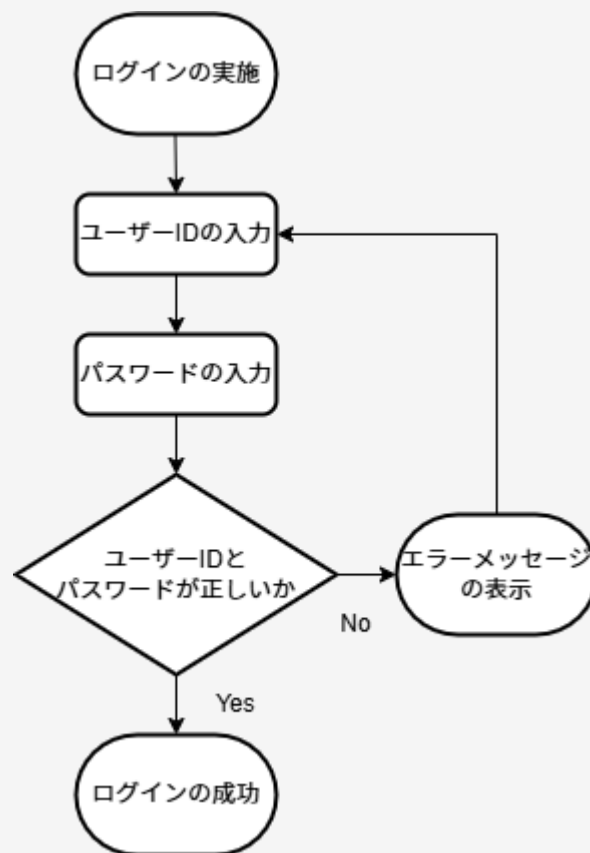 ログインの実施
ユーザーIDの入力
パスワードの入力
ユーザーIDと
パスワードが正しいか
No
エラーメッセージ
の表示
Yes
ログインの成功